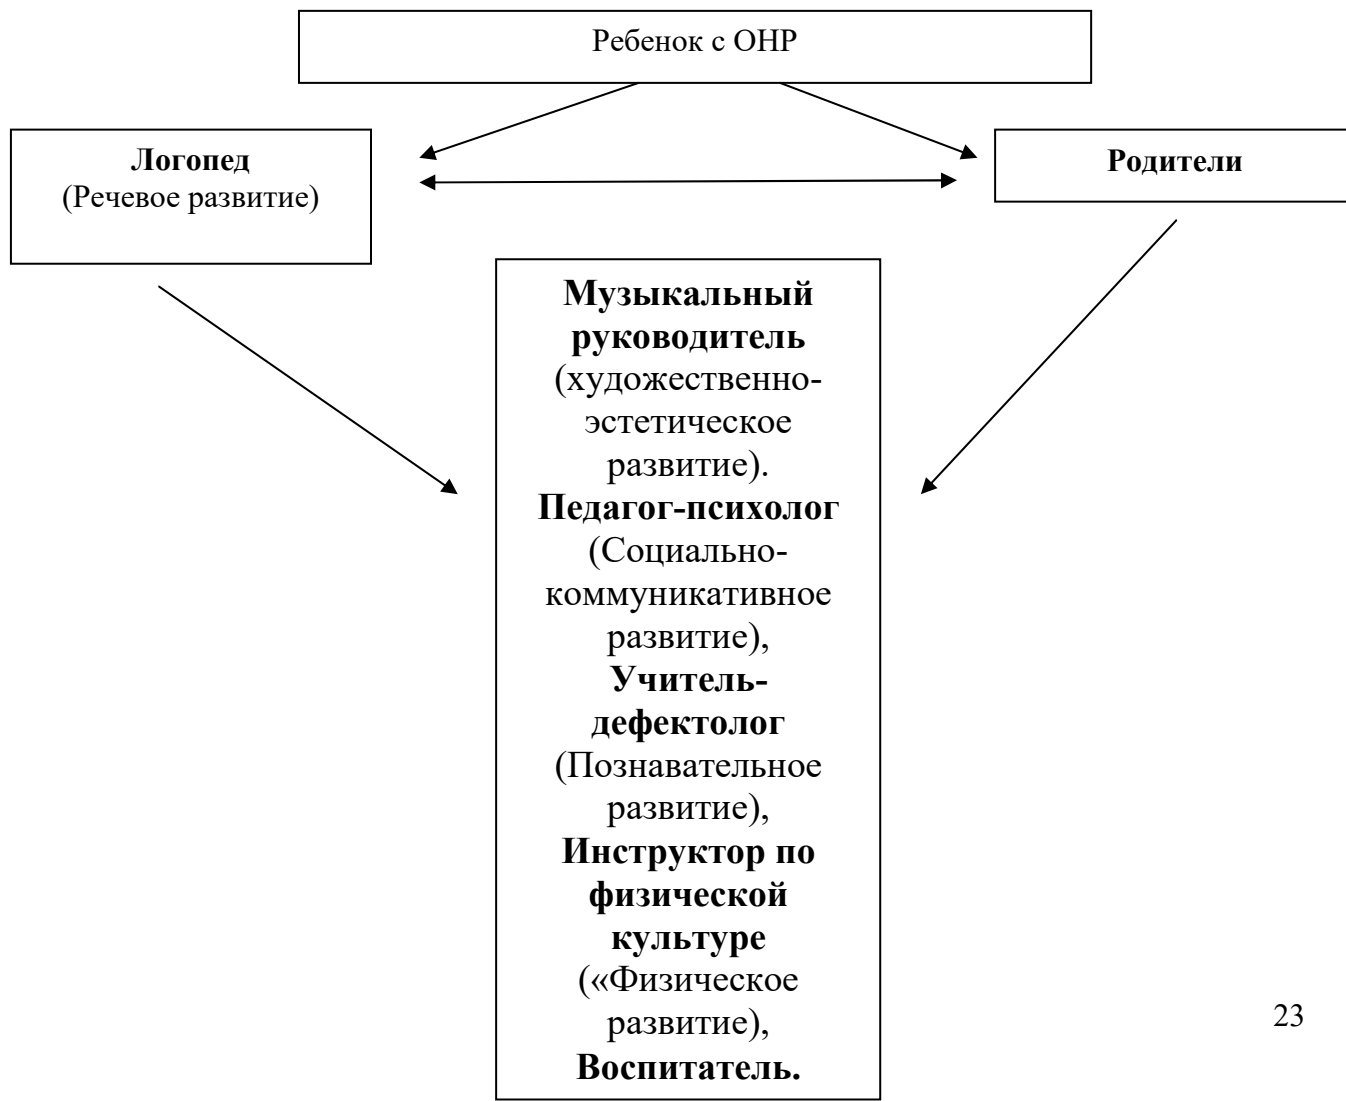 Ребенок с ОНР
Логопед
(Речевое развитие)
Родители
Музыкальный
руководитель
(художественно-
эстетическое
развитие).
Педагог-психолог
(Социально-
коммуникативное
развитие),
Учитель-
дефектолог
(Познавательное
развитие),
Инструктор по
физической
культуре
(«Физическое
развитие),
Воспитатель.
23